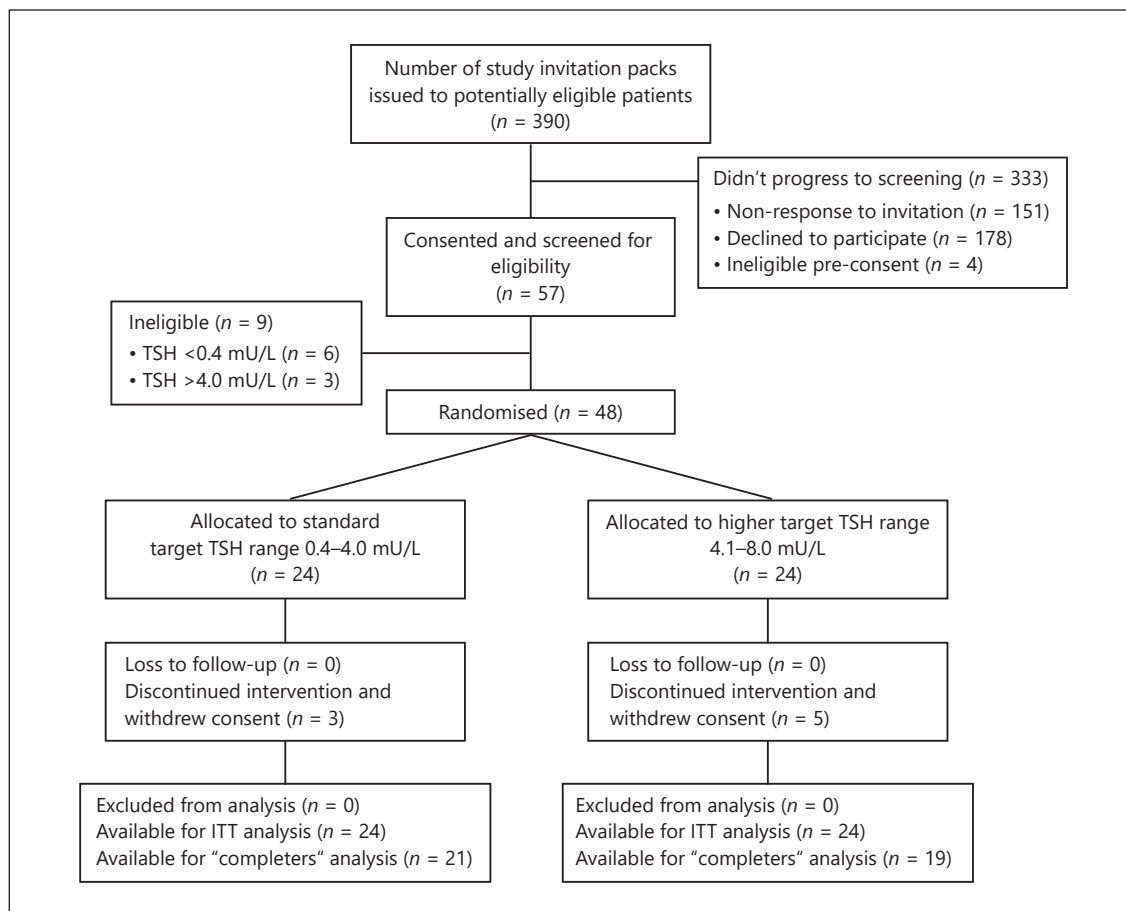 Number of study invitation packs
issued to potentially eligible patients
(n = 390)
Didn’t progress to screening (n = 333)
• Non-response to invitation (n = 151)
• Declined to participate (n = 178)
• Ineligible pre-consent (n = 4)
Consented and screened for
eligibility
(n = 57)
Ineligible (n = 9)
• TSH <0.4 mU/L (n = 6)
• TSH >4.0 mU/L (n = 3)
Randomised (n = 48)
Allocated to standard
target TSH range 0.4–4.0 mU/L
(n = 24)
Allocated to higher target TSH range
4.1–8.0 mU/L
(n = 24)
Loss to follow-up (n = 0)
Discontinued intervention and
withdrew consent (n = 3)
Loss to follow-up (n = 0)
Discontinued intervention and
withdrew consent (n = 5)
Excluded from analysis (n = 0)
Available for ITT analysis (n = 24)
Available for “completers“ analysis (n = 21)
Excluded from analysis (n = 0)
Available for ITT analysis (n = 24)
Available for “completers“ analysis (n = 19)